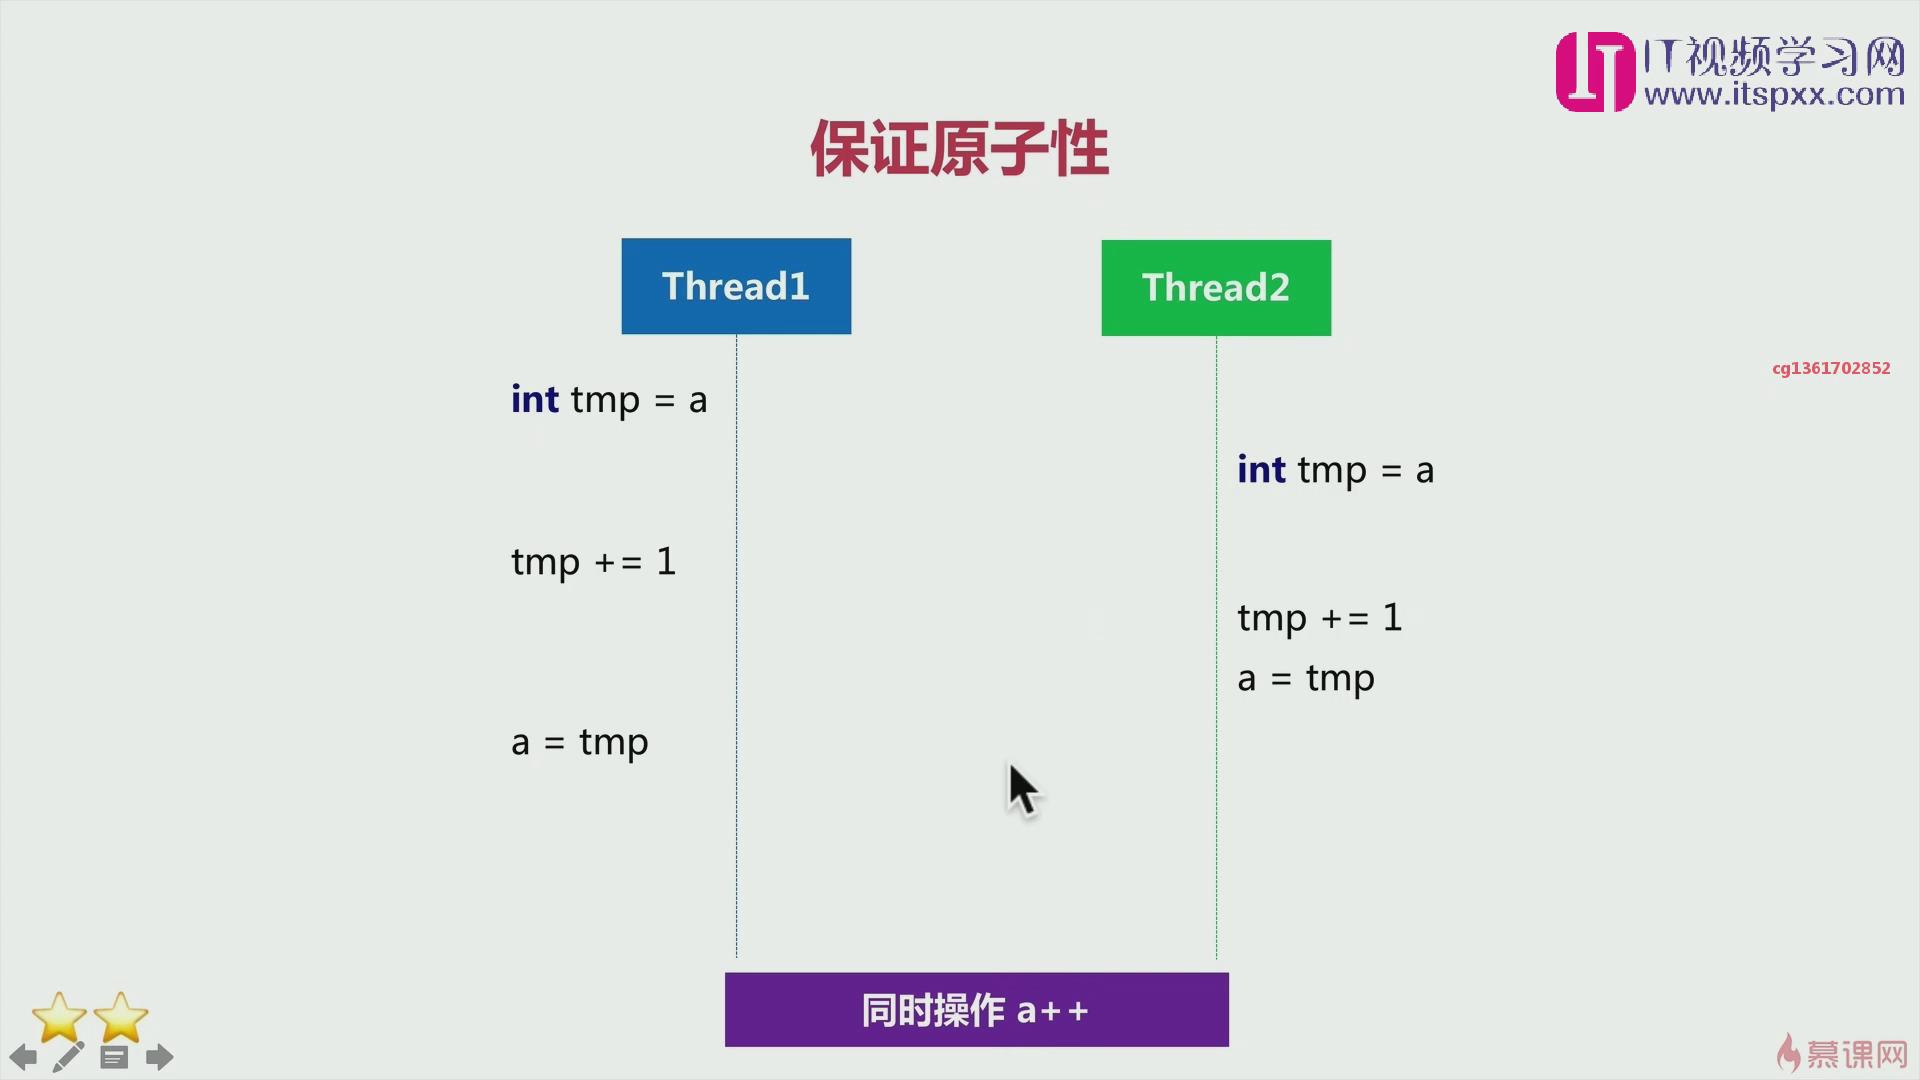 IT视频学习网
www.itspxx.com
保证原子性
Thread1
Thread2
cg1361702852
int tmp = a
int tmp = a
tmp += 1
tmp += 1
a = tmp
a = tmp
同时操作 a++
慕课网